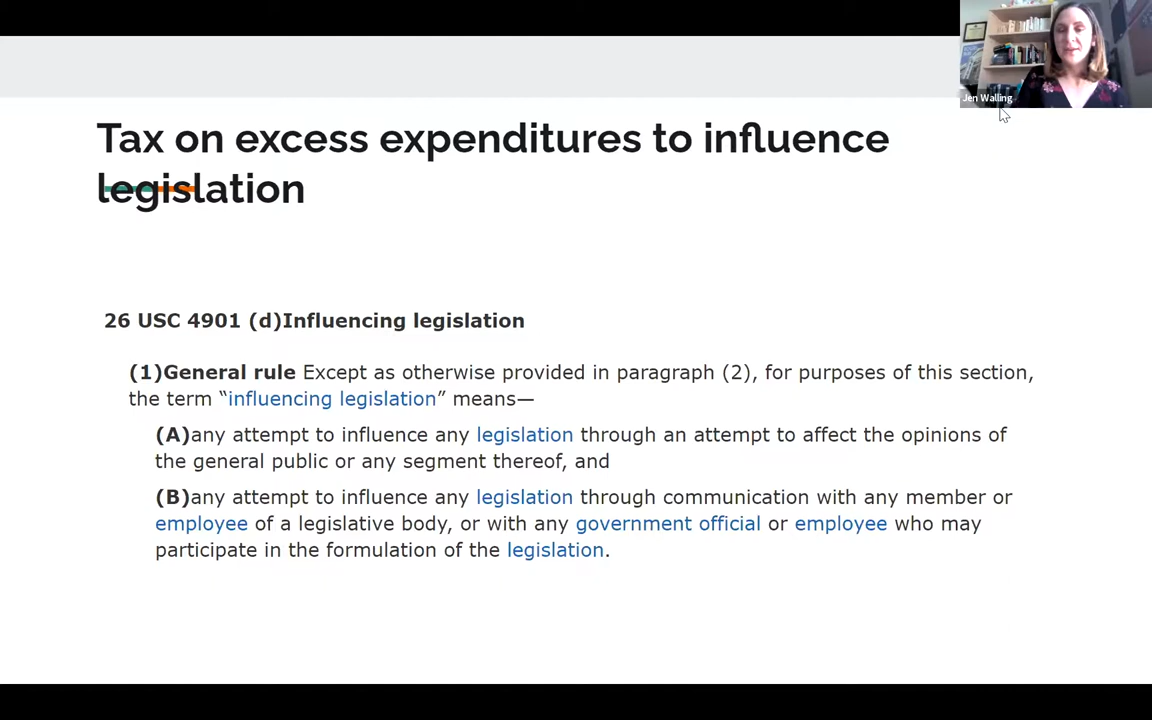 Jen Walling
Tax on excess expenditures to influence
legislation
26 USC 4901 (d)Influencing legislation
(1)General rule Except as otherwise provided in paragraph (2), for purposes of this section,
the term “influencing legislation” means—
(A)any attempt to influence any legislation through an attempt to affect the opinions of
the general public or any segment thereof, and
(B)any attempt to influence any legislation through communication with any member or
employee of a legislative body, or with any government official or employee who may
participate in the formulation of the legislation.